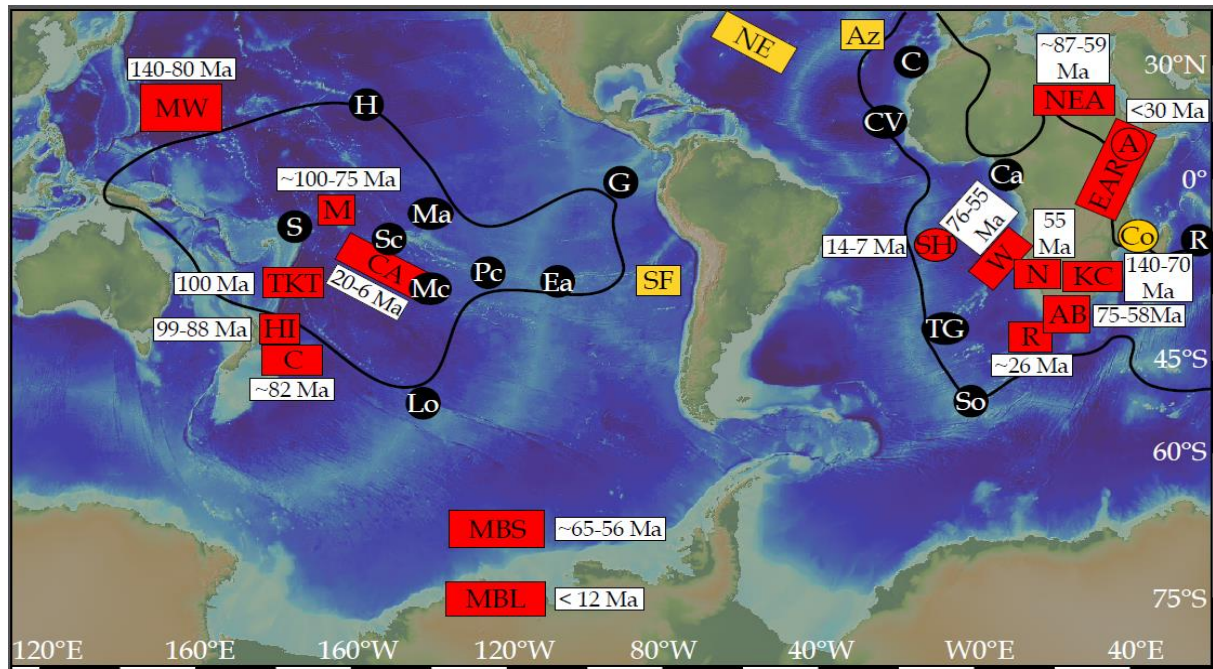 NE
Az
C
~87-59
Ma
30°N
140-80 Ma
MW
H
NEA
<30 Ma
CV
A
EAR
~100-75 Ma
M
G
Ca
0°
S
Ma
Sc
76-55
Ma
55
Ma
Co
R
CA
14-7 Ma
SH
W
100 Ma
TKT
20-6 Ma
Mc
Pc
Ea
SF
N
KC
140-70
Ma
99-88 Ma
HI
TG
AB
75-58Ma
R
C
~26 Ma
45°S
~82 Ma
Lo
So
60°S
MBS
~65-56 Ma
MBL
< 12 Ma
75°S
120°E
160°E
160°W
120°W
80°W
40°W
W0°E
40°E